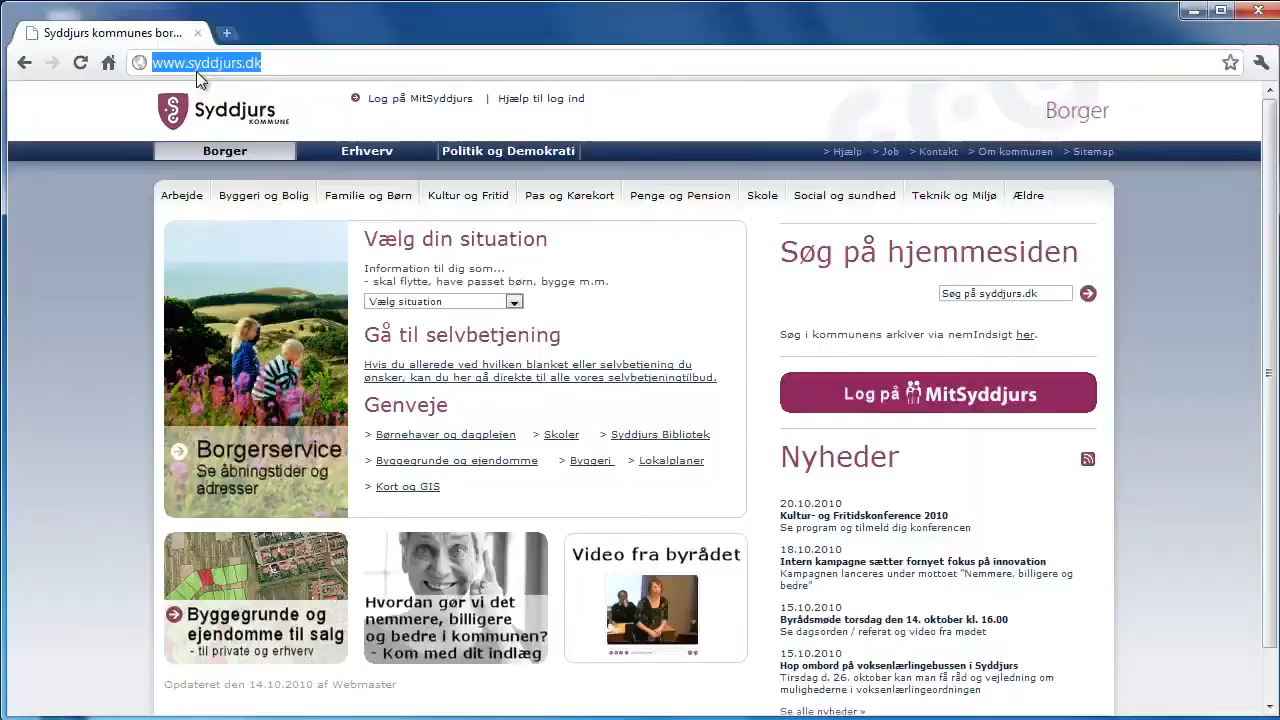 Syddjurs kommunes bor...
www.syddjurs.dk
Syddjurs
KOMMUNE
Log på MitSyddjurs | Hjælp til log ind
Borger
Borger Erhverv Politik og Demokrati
> Hjælp > Job > Kontakt > Om kommunen > Sitemap
Arbejde Byggeri og Bolig Familie og Børn Kultur og Fritid Pas og Kørekort Penge og Pension Skole Social og sundhed Teknik og Miljø Ældre
Vælg din situation
Information til dig som...
- skal flytte, have passet børn, bygge m.m.
Vælg situation
Gå til selvbetjening
Hvis du allerede ved hvilken blanket eller selvbetjening du
ønsker, kan du her gå direkte til alle vores selvbetjeningtilbud.
Genveje
> Børnehaver og dagplejen > Skoler > Syddjurs Bibliotek
> Byggegrunde og ejendomme > Byggeri > Lokalplaner
> Kort og GIS
Borgerservice
Se åbningstider og
adresser
Byggegrunde og
ejendomme til salg
- til private og erhverv
Hvordan gør vi det
nemmere, billigere
og bedre i kommunen?
- Kom med dit indlæg
Video fra byrådet
Opdateret den 14.10.2010 af Webmaster
Søg på hjemmesiden
Søg på syddjurs.dk
Søg i kommunens arkiver via nemIndsigt her.
Log på MitSyddjurs
Nyheder
20.10.2010
Kultur- og Fritidskonference 2010
Se program og tilmeld dig konferencen
18.10.2010
Intern kampagne sætter fornyet fokus på innovation
Kampagnen lanceres under mottoet "Nemmere, billigere og
bedre"
15.10.2010
Byrådsmøde torsdag den 14. oktober kl. 16.00
Se dagsorden / referat og video fra mødet
15.10.2010
Hop ombord på voksenlærlingebussen i Syddjurs
Tirsdag d. 26. oktober kan man få råd og vejledning om
mulighederne i voksenlærlingeordningen
Se alle nyheder »